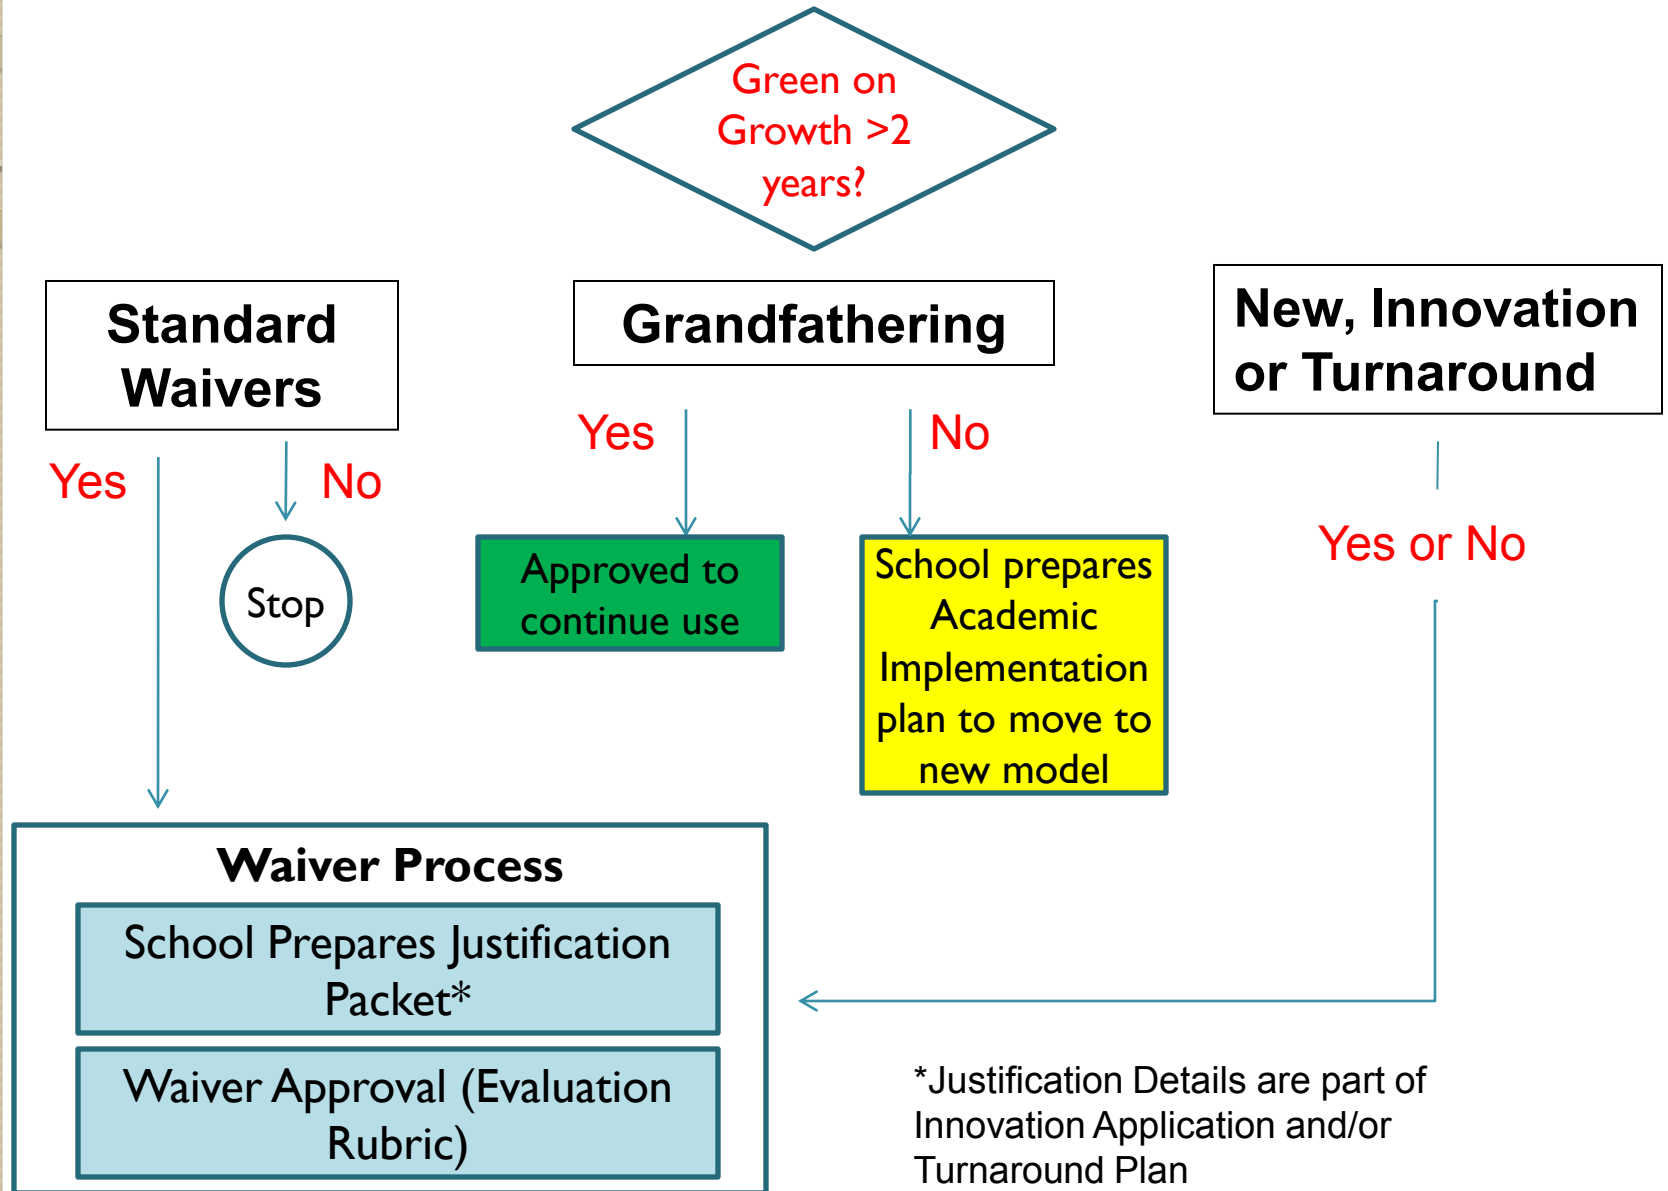 Green on
Growth >2
years?
Standard
Waivers
Grandfathering
New, Innovation
or Turnaround
Yes
No
Yes
No
Yes or No
Stop
Approved to
continue use
School prepares
Academic
Implementation
plan to move to
new model
Waiver Process
School Prepares Justification
Packet*
Waiver Approval (Evaluation
Rubric)
*Justification Details are part of
Innovation Application and/or
Turnaround Plan